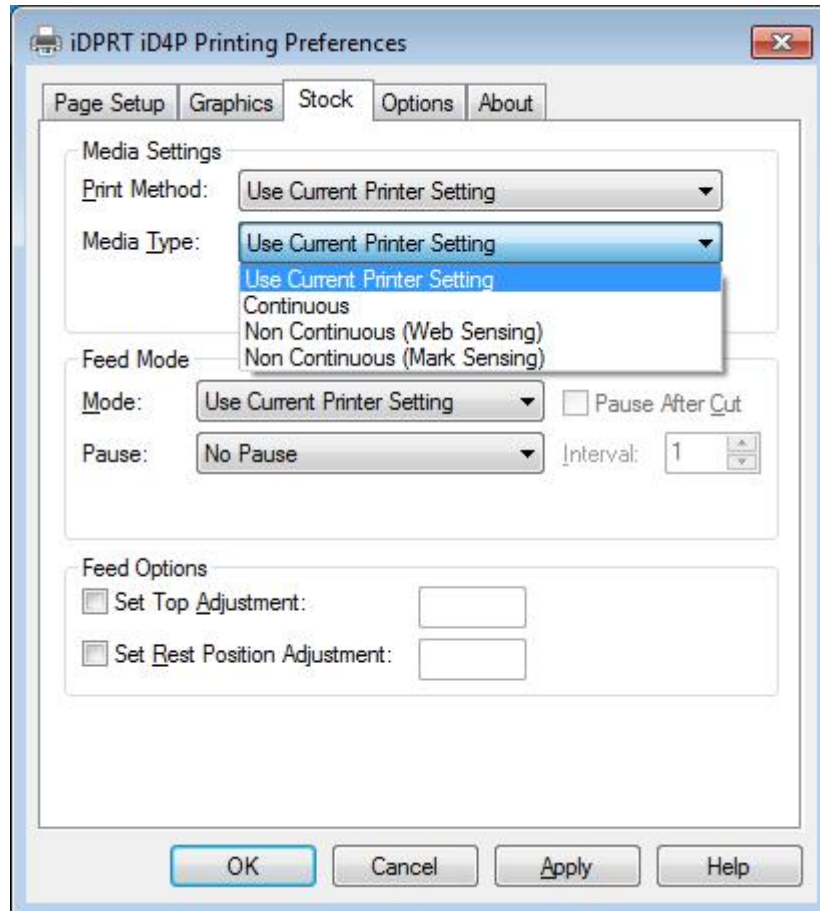 iDPRT iD4P Printing Preferences
Page Setup Graphics Stock Options About
Media Settings
Print Method: Use Current Printer Setting
Media Type: Use Current Printer Setting
Use Current Printer Setting
Continuous
Non Continuous (Web Sensing)
Non Continuous (Mark Sensing)
Feed Mode
Mode: Use Current Printer Setting Pause After Cut
Pause: No Pause Interval: 1
Feed Options
Set Top Adjustment:
Set Rest Position Adjustment:
OK Cancel Apply Help